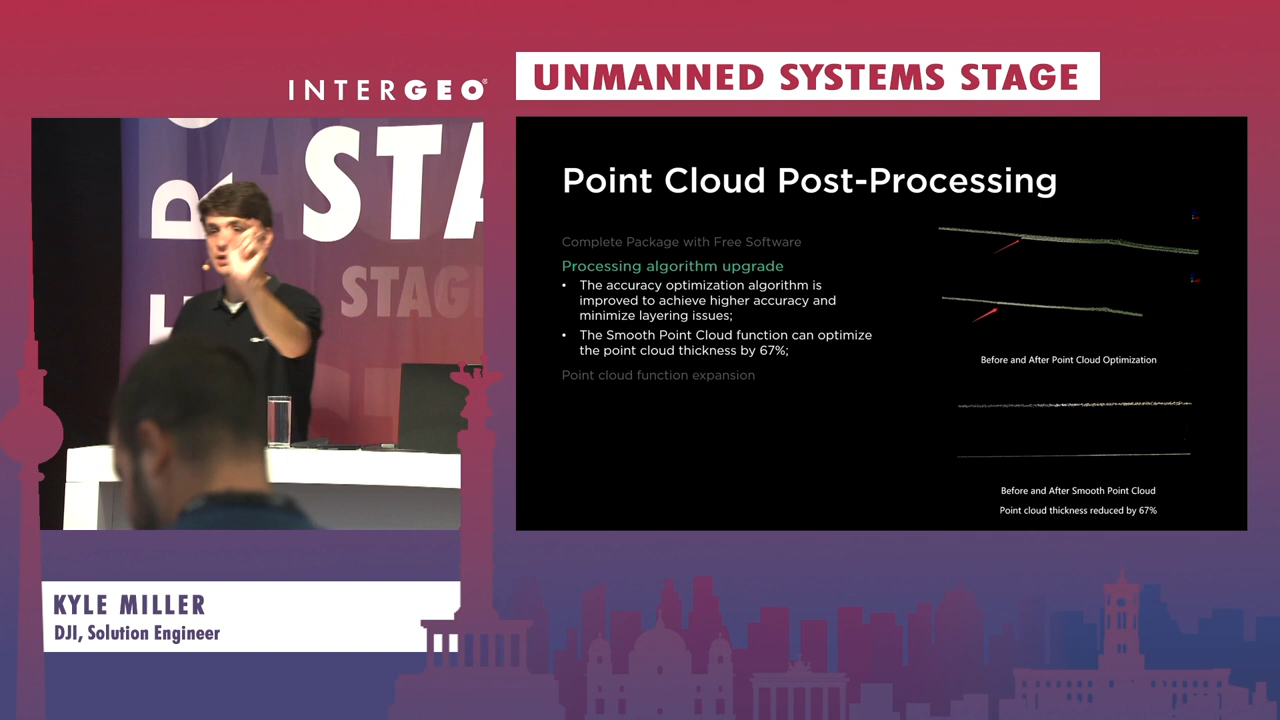 INTERGEO®
UNMANNED SYSTEMS STAGE
STA
STAG
Point Cloud Post-Processing
Complete Package with Free Software
Processing algorithm upgrade
• The accuracy optimization algorithm is
improved to achieve higher accuracy and
minimize layering issues;
• The Smooth Point Cloud function can optimize
the point cloud thickness by 67%;
Point cloud function expansion
Before and After Point Cloud Optimization
Before and After Smooth Point Cloud
Point cloud thickness reduced by 67%
KYLE MILLER
DJI, Solution Engineer